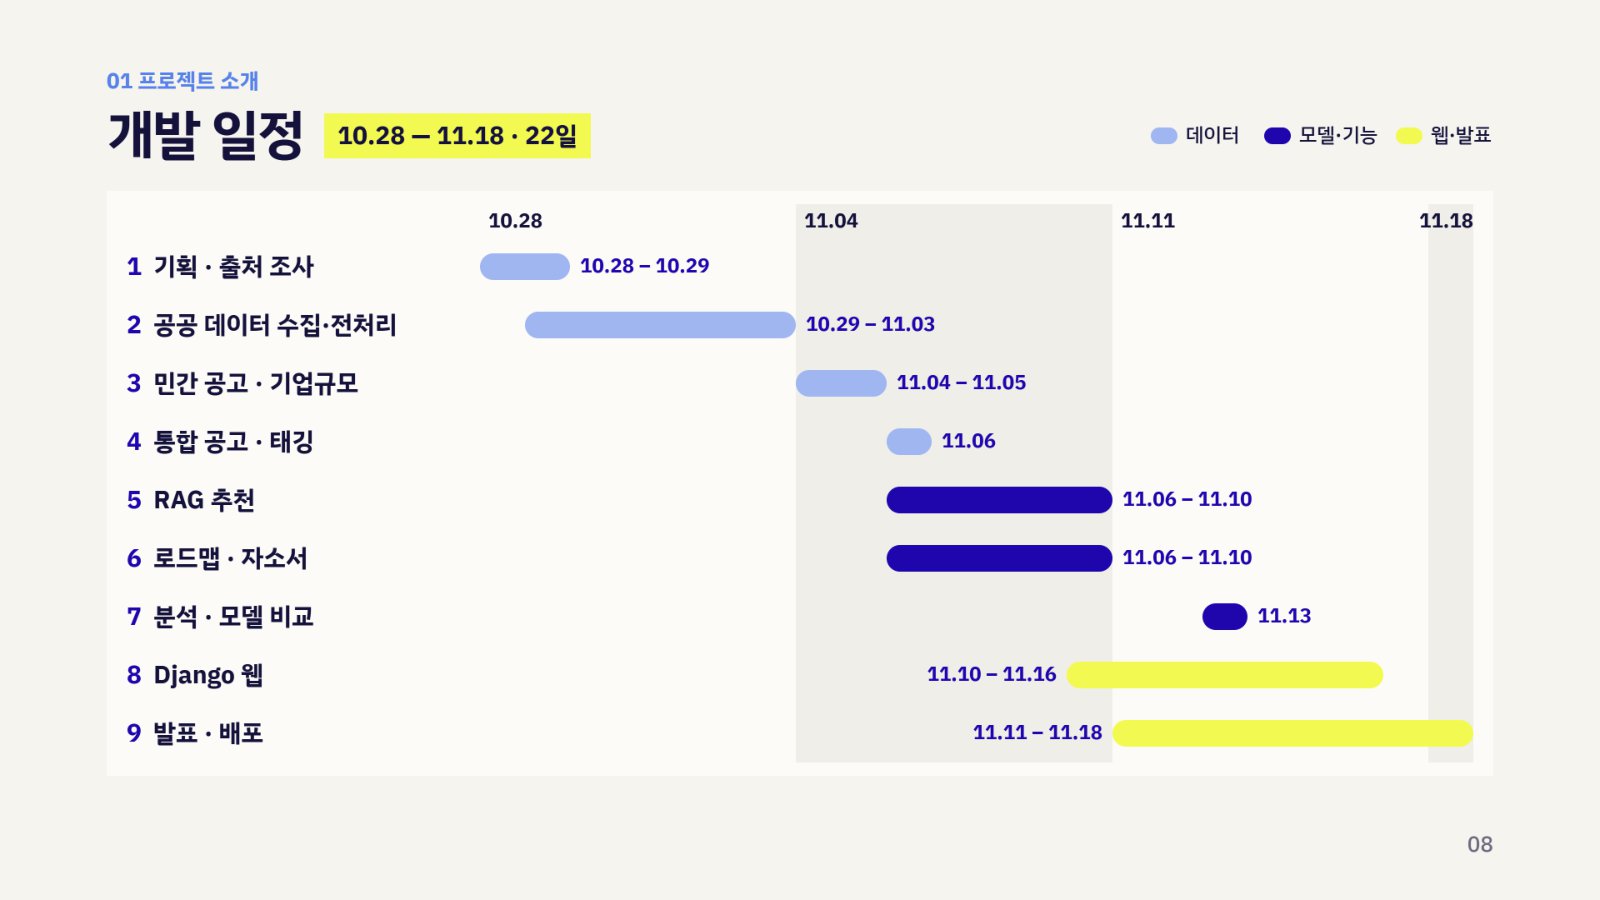 01 프로젝트 소개
개발 일정
10.28 — 11.18 · 22일
데이터
모델·기능
웹·발표
10.28
11.04
11.11
11.18
1 기획 · 출처 조사
10.28 – 10.29
2 공공 데이터 수집·전처리
10.29 – 11.03
3 민간 공고 · 기업규모
11.04 – 11.05
4 통합 공고 · 태깅
11.06
5 RAG 추천
11.06 – 11.10
6 로드맵 · 자소서
11.06 – 11.10
7 분석 · 모델 비교
11.13
8 Django 웹
11.10 – 11.16
9 발표 · 배포
11.11 – 11.18
08